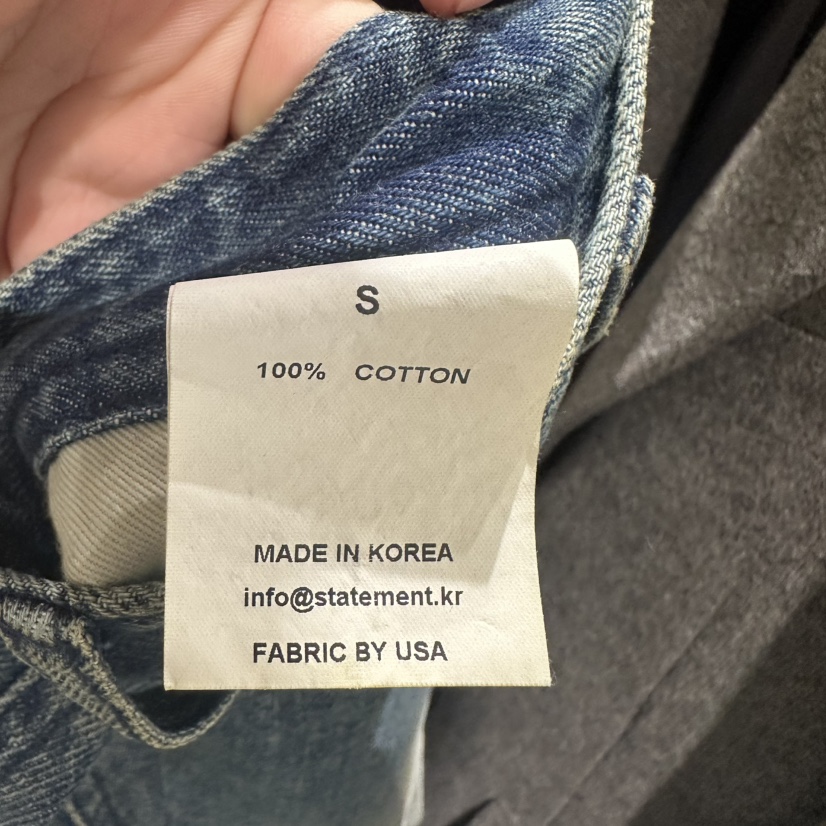 S
100% COTTON
MADE IN KOREA
info@statement.kr
FABRIC BY USA